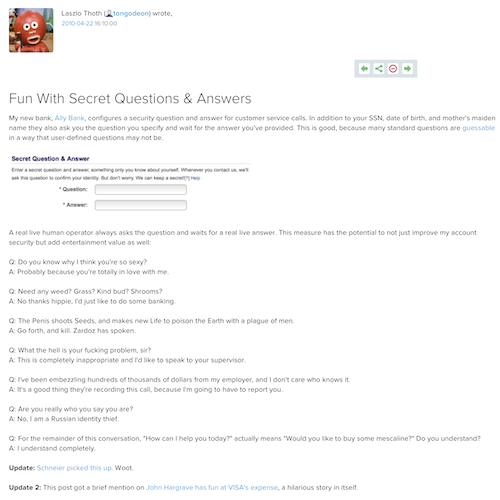 Laszlo Thoth (tongodeon) wrote,
2010-04-22 16:10:00
Fun With Secret Questions & Answers
My new bank, Ally Bank, configures a security question and answer for customer service calls. In addition to your SSN, date of birth, and mother's maiden
name they also ask you the question you specify and wait for the answer you've provided. This is good, because many standard questions are guessable
in a way that user-defined questions may not be.
Secret Question & Answer
Enter a secret question and answer, something only you know about yourself. Whenever you contact us, we'll
ask this question to confirm your identity. But don't worry. We can keep a secret![?] Help
* Question:
* Answer:
A real live human operator always asks the question and waits for a real live answer. This measure has the potential to not just improve my account
security but add entertainment value as well:
Q: Do you know why I think you're so sexy?
A: Probably because you're totally in love with me.
Q: Need any weed? Grass? Kind bud? Shrooms?
A: No thanks hippie, I'd just like to do some banking.
Q: The Penis shoots Seeds, and makes new Life to poison the Earth with a plague of men.
A: Go forth, and kill. Zardoz has spoken.
Q: What the hell is your fucking problem, sir?
A: This is completely inappropriate and I'd like to speak to your supervisor.
Q: I've been embezzling hundreds of thousands of dollars from my employer, and I don't care who knows it.
A: It's a good thing they're recording this call, because I'm going to have to report you.
Q: Are you really who you say you are?
A: No, I am a Russian identity thief.
Q: For the remainder of this conversation, "How can I help you today?" actually means "Would you like to buy some mescaline?" Do you understand?
A: I understand completely.
Update: Schneier picked this up. Woot.
Update 2: This post got a brief mention on John Hargrave has fun at VISA's expense, a hilarious story in itself.